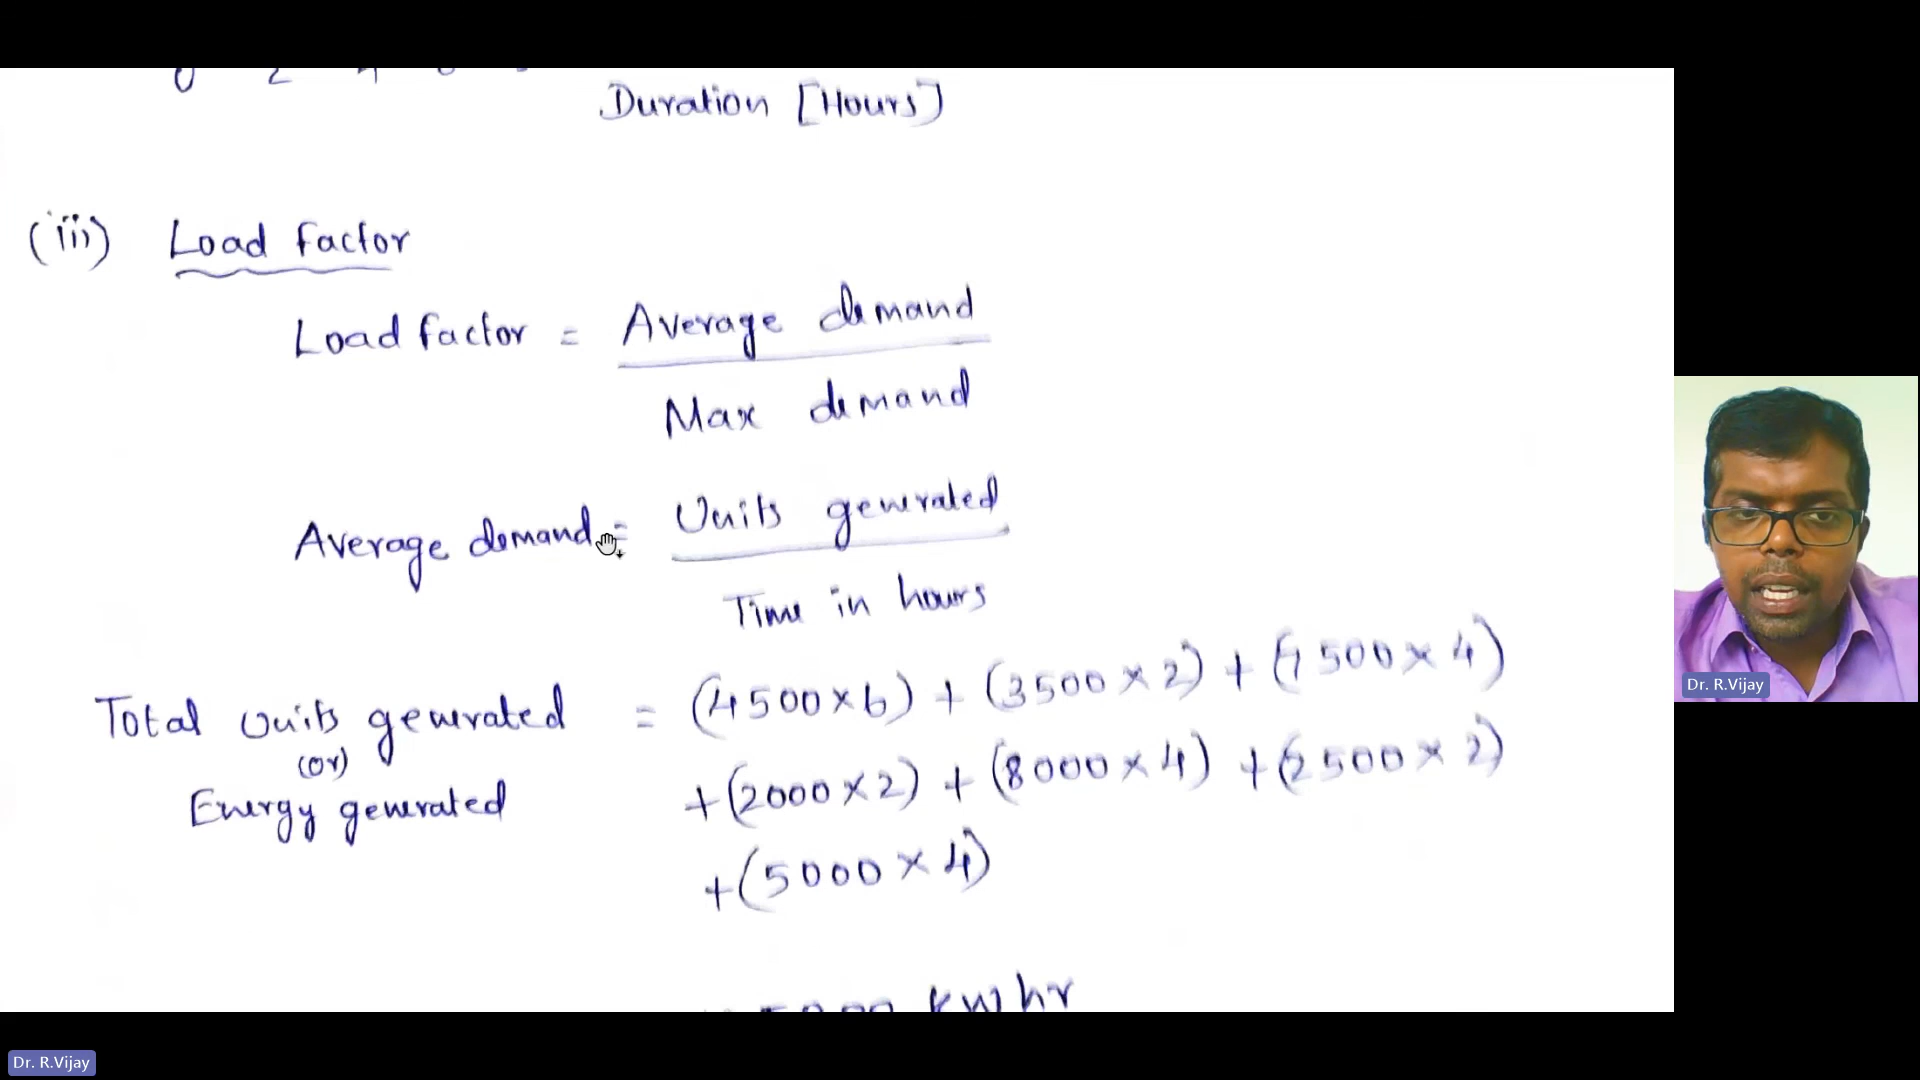 Duration [Hours]
(iii) Load factor
Load factor = Average demand
Max demand
Average demand = Units generated
Time in hours
Total Units generated = (4500 × 6) + (3500 × 2) + (7500 × 4)
(or)
Energy generated
+ (2000 × 2) + (8000 × 4) + (2500 × 2)
+ (5000 × 4)
kWhr
Dr. R.Vijay
Dr. R.Vijay